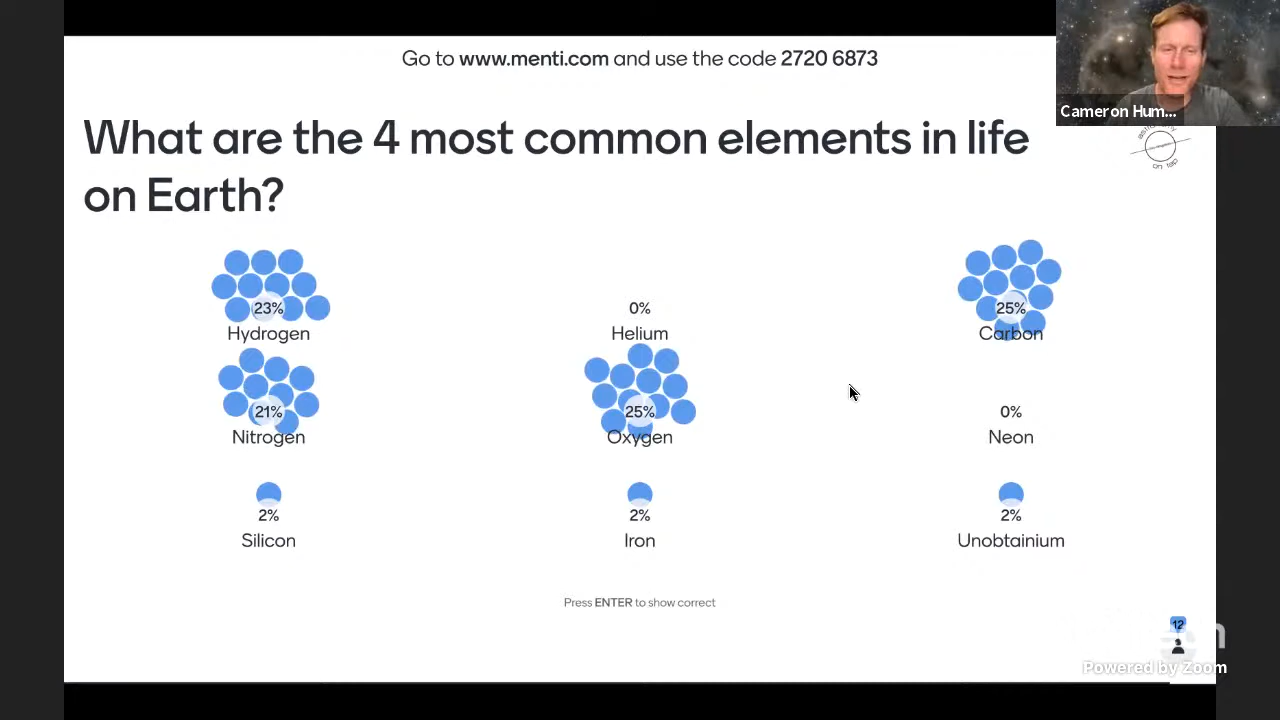 Go to www.menti.com and use the code 2720 6873
Cameron Hum...
What are the 4 most common elements in life
on Earth?
on tap
23%
Hydrogen
0%
Helium
25%
Carbon
21%
Nitrogen
25%
Oxygen
0%
Neon
2%
Silicon
2%
Iron
2%
Unobtainium
Press ENTER to show correct
12
Powered by Zoom